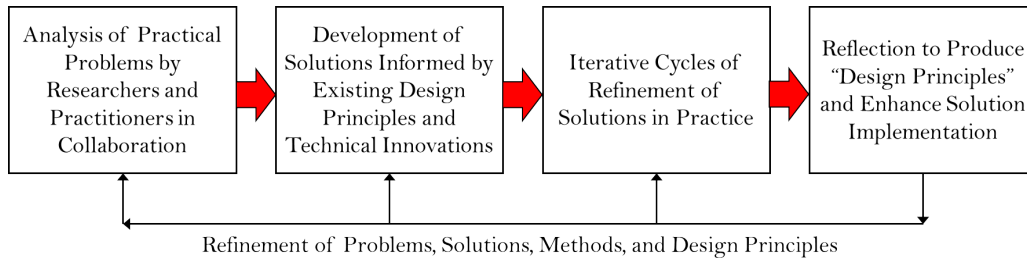 Analysis of Practical
Problems by
Researchers and
Practitioners in
Collaboration
Development of
Solutions Informed by
Existing Design
Principles and
Technical Innovations
Iterative Cycles of
Refinement of
Solutions in Practice
Reflection to Produce
“Design Principles”
and Enhance Solution
Implementation
Refinement of Problems, Solutions, Methods, and Design Principles